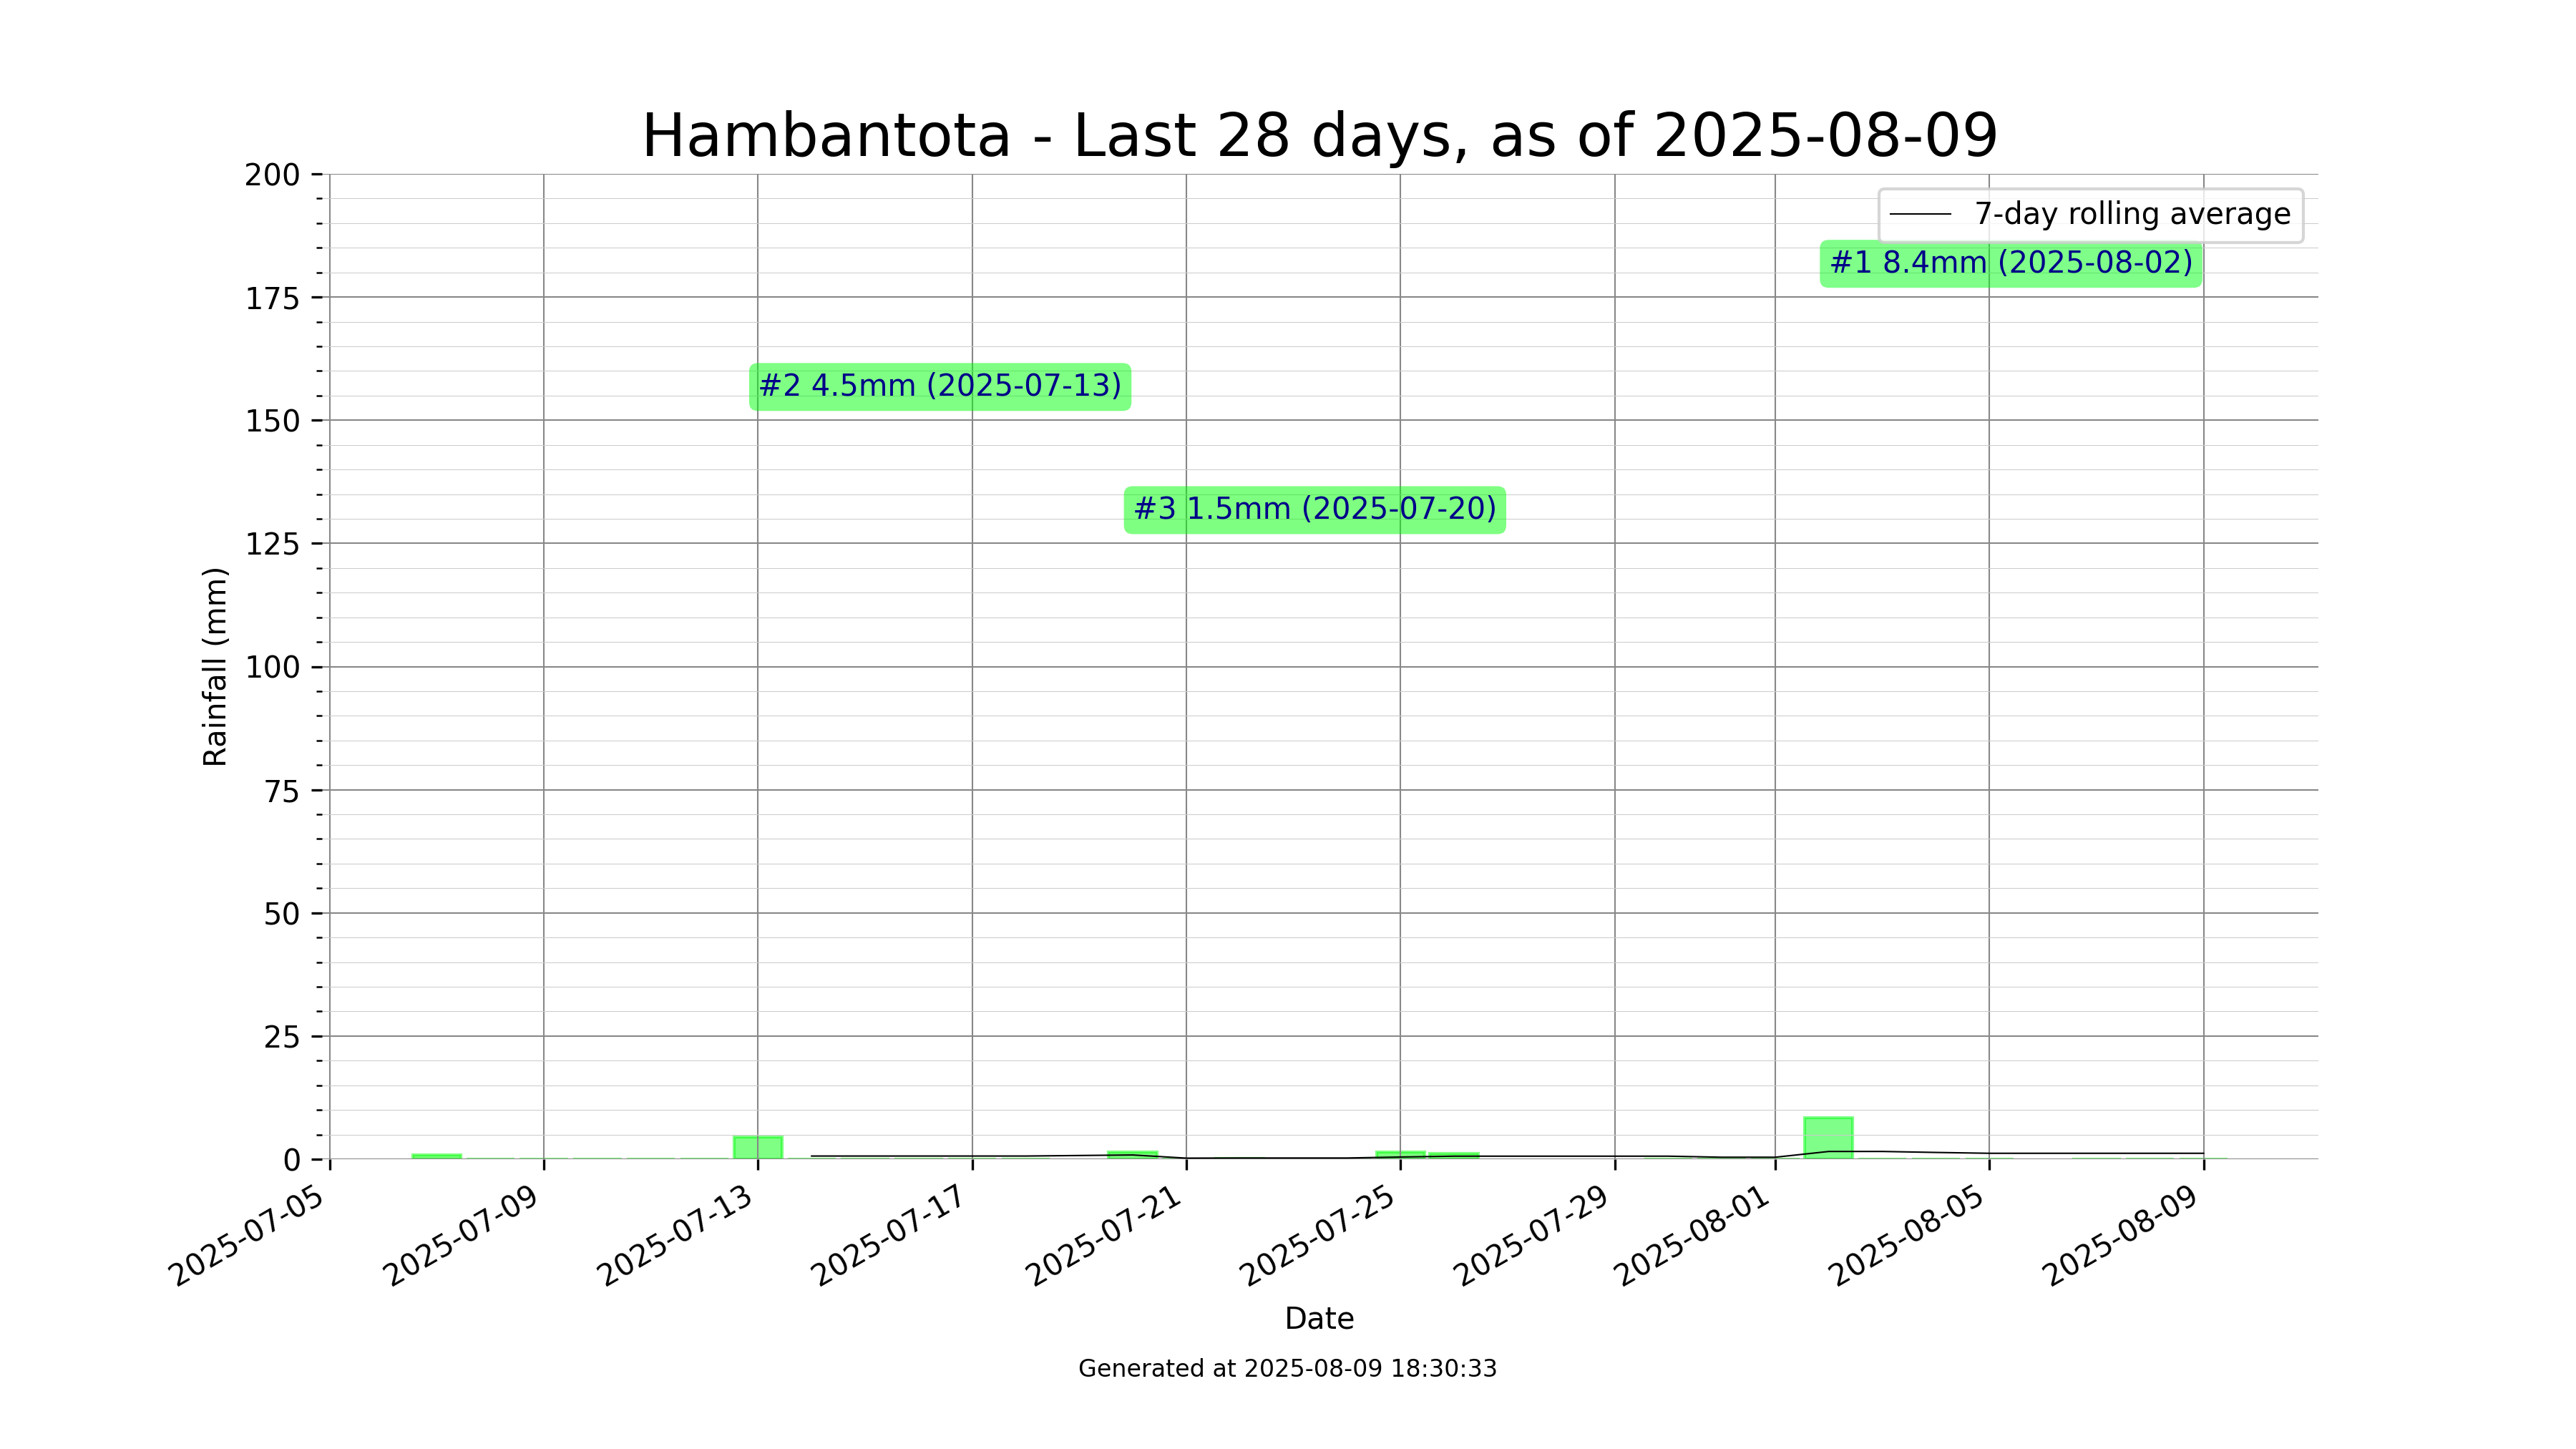 Hambantota - Last 28 days, as of 2025-08-09
7-day rolling average
#1 8.4mm (2025-08-02)
#2 4.5mm (2025-07-13)
#3 1.5mm (2025-07-20)
Rainfall (mm)
200
175
150
125
100
75
50
25
0
2025-07-05
2025-07-09
2025-07-13
2025-07-17
2025-07-21
2025-07-25
2025-07-29
2025-08-01
2025-08-05
2025-08-09
Date
Generated at 2025-08-09 18:30:33